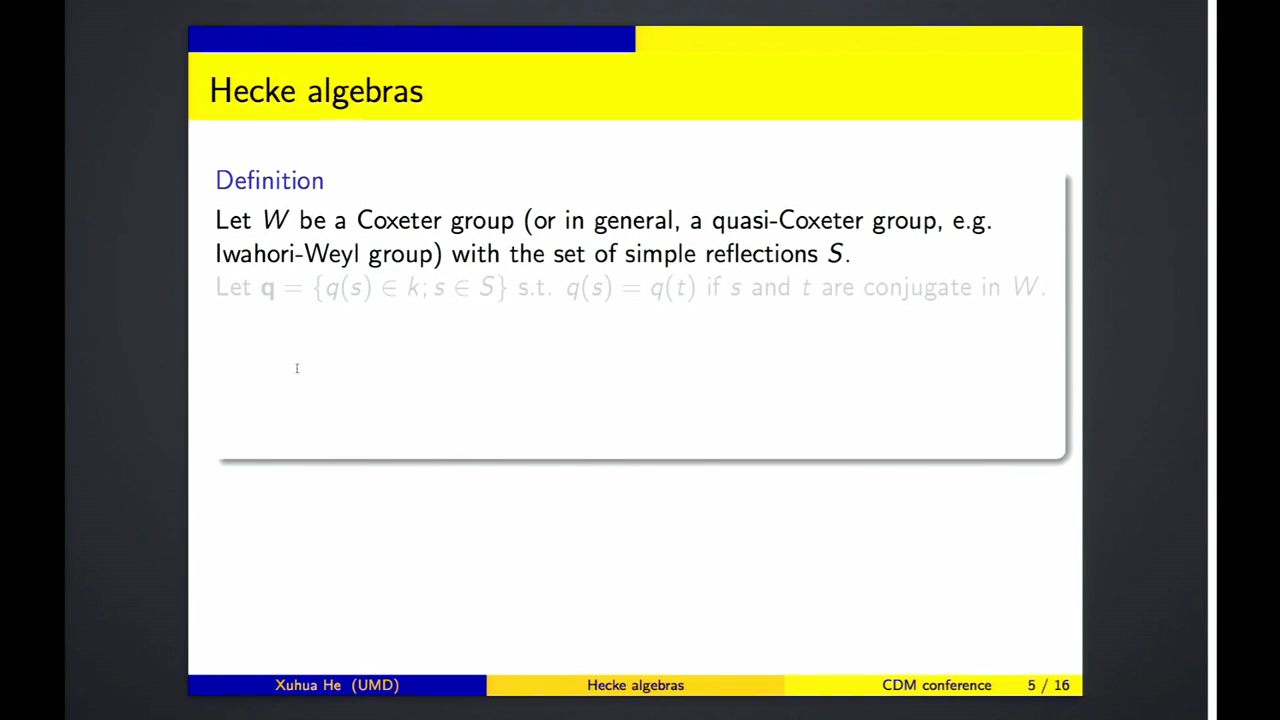 Hecke algebras
Definition
Let W be a Coxeter group (or in general, a quasi-Coxeter group, e.g.
Iwahori-Weyl group) with the set of simple reflections S.
Let q = {q(s) ∈ k; s ∈ S} s.t. q(s) = q(t) if s and t are conjugate in W.
Xuhua He (UMD) Hecke algebras CDM conference 5 / 16